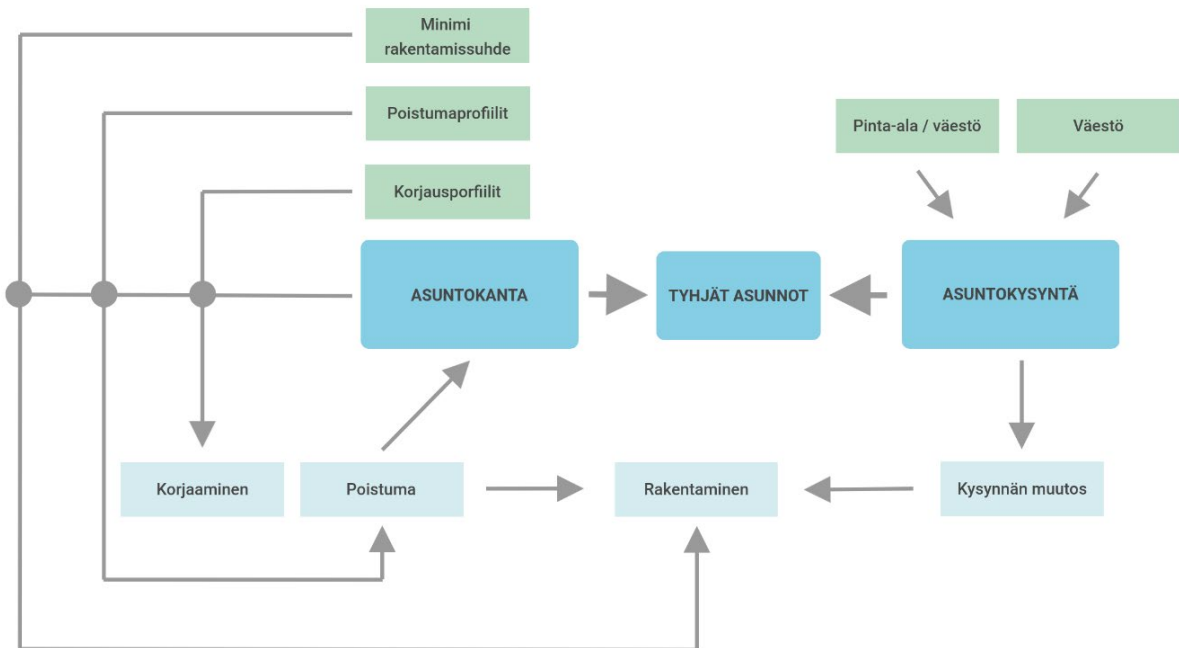 Minimi
rakentamissuhde
Poistumaprofiilit
Pinta-ala / väestö
Väestö
Korjausporfiilit
ASUNTOKANTA
TYHJÄT ASUNNOT
ASUNTOKYSYNTÄ
Korjaaminen
Poistuma
Rakentaminen
Kysynnän muutos